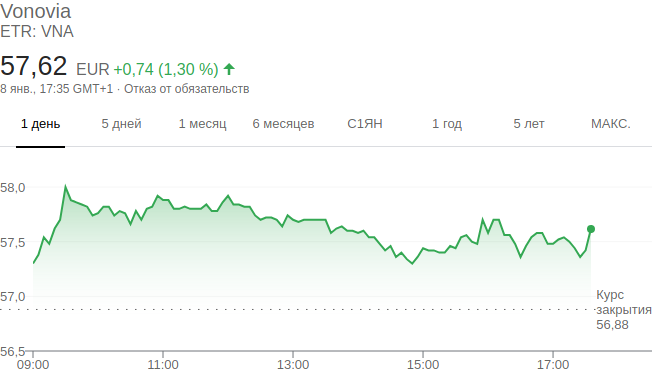 Vonovia
ETR: VNA
57,62 EUR +0,74 (1,30 %)
8 янв., 17:35 GMT+1 · Отказ от обязательств
1 день 5 дней 1 месяц 6 месяцев С1ЯН 1 год 5 лет МАКС.
58,0
57,5
57,0
Курс
закрытия
56,88
56,5
09:00 11:00 13:00 15:00 17:00